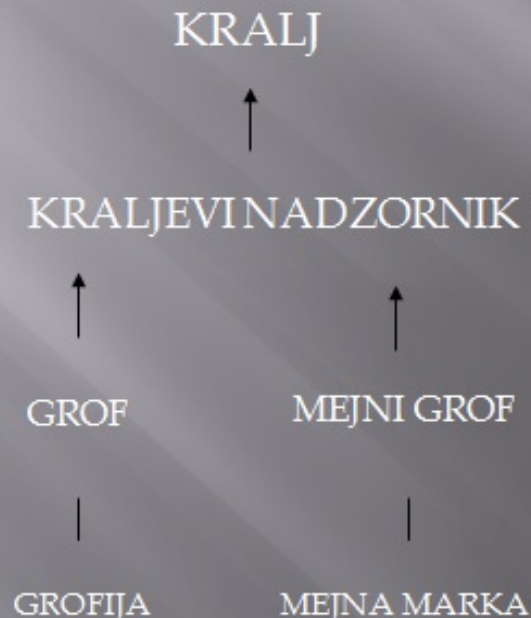 KRALJ
KRALJEVI NADZORNIK
GROF
MEJNI GROF
GROFIJA
MEJNA MARKA